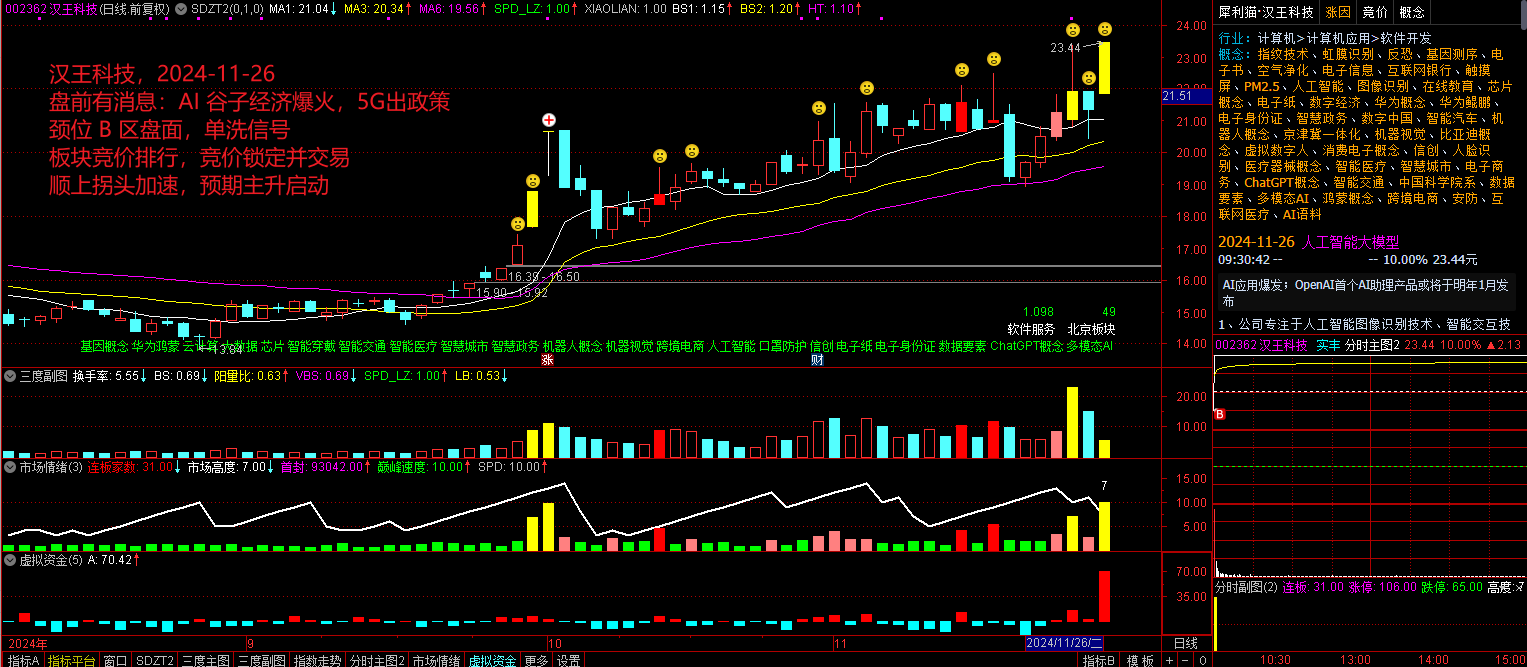 002362 汉王科技(日线.前复权) SDZT2(0,1,0) MA1: 21.04↓ MA3: 20.34↑ MA6: 19.56↑ SPD_LZ: 1.00↑ XIAOLIAN: 1.00 BS1: 1.15↑ BS2: 1.20↑ HT: 1.10↑
汉王科技，2024-11-26
盘前有消息：AI 谷子经济爆火，5G出政策
颈位 B 区盘面，单洗信号
板块竞价排行，竞价锁定并交易
顺上拐头加速，预期主升启动
23.44
16.39 - 16.50
15.90 - 15.92
13.84
1.098 49
软件服务 北京板块
基因概念 华为鸿蒙 云计算 大数据 芯片 智能穿戴 智能交通 智能医疗 智慧城市 智慧政务 机器人概念 机器视觉 跨境电商 人工智能 口罩防护 信创 电子纸 电子身份证 数据要素 ChatGPT概念 多模态AI
涨 财
24.00
23.00
21.51
21.00
20.00
19.00
18.00
17.00
16.00
15.00
14.00
三度副图 换手率: 5.55↓ BS: 0.69↓ 阳量比: 0.63↑ VBS: 0.69↓ SPD_LZ: 1.00↑ LB: 0.53↓
20.00
10.00
市场情绪(3) 连板家数: 31.00↓ 市场高度: 7.00↓ 首封: 93042.00↑ 巅峰速度: 10.00↑ SPD: 10.00↑
7
15.00
10.00
5.00
虚拟资金(5) A: 70.42↑
70.00
35.00
2024年 9 10 11 2024/11/26/二 日线
指标A 指标平台 窗口 SDZT2 三度主图 三度副图 指数走势 分时主图2 市场情绪 虚拟资金 更多 设置 指标B 模 板 + - 0
犀利猫·汉王科技 涨因 竞价 概念
行业: 计算机>计算机应用>软件开发
概念: 指纹技术、虹膜识别、反恐、基因测序、电
子书、空气净化、电子信息、互联网银行、触摸
屏、PM2.5、人工智能、图像识别、在线教育、芯片
概念、电子纸、数字经济、华为概念、华为鲲鹏、
电子身份证、智慧政务、数字中国、智能汽车、机
器人概念、京津冀一体化、机器视觉、比亚迪概
念、虚拟数字人、消费电子概念、信创、人脸识
别、医疗器械概念、智能医疗、智慧城市、电子商
务、ChatGPT概念、智能交通、中国科学院系、数据
要素、多模态AI、鸿蒙概念、跨境电商、安防、互
联网医疗、AI语料
2024-11-26 人工智能大模型
09:30:42 -- -- 10.00% 23.44元
AI应用爆发；OpenAI首个AI助理产品或将于明年1月发
布
1、公司专注于人工智能图像识别技术、智能交互技
002362 汉王科技 实丰 分时主图2 23.44 10.00% ▲2.13
B
分时副图(2) 连板: 31.00 涨停: 106.00 跌停: 65.00 高度: 7
10:30 13:00 14:00 15:00